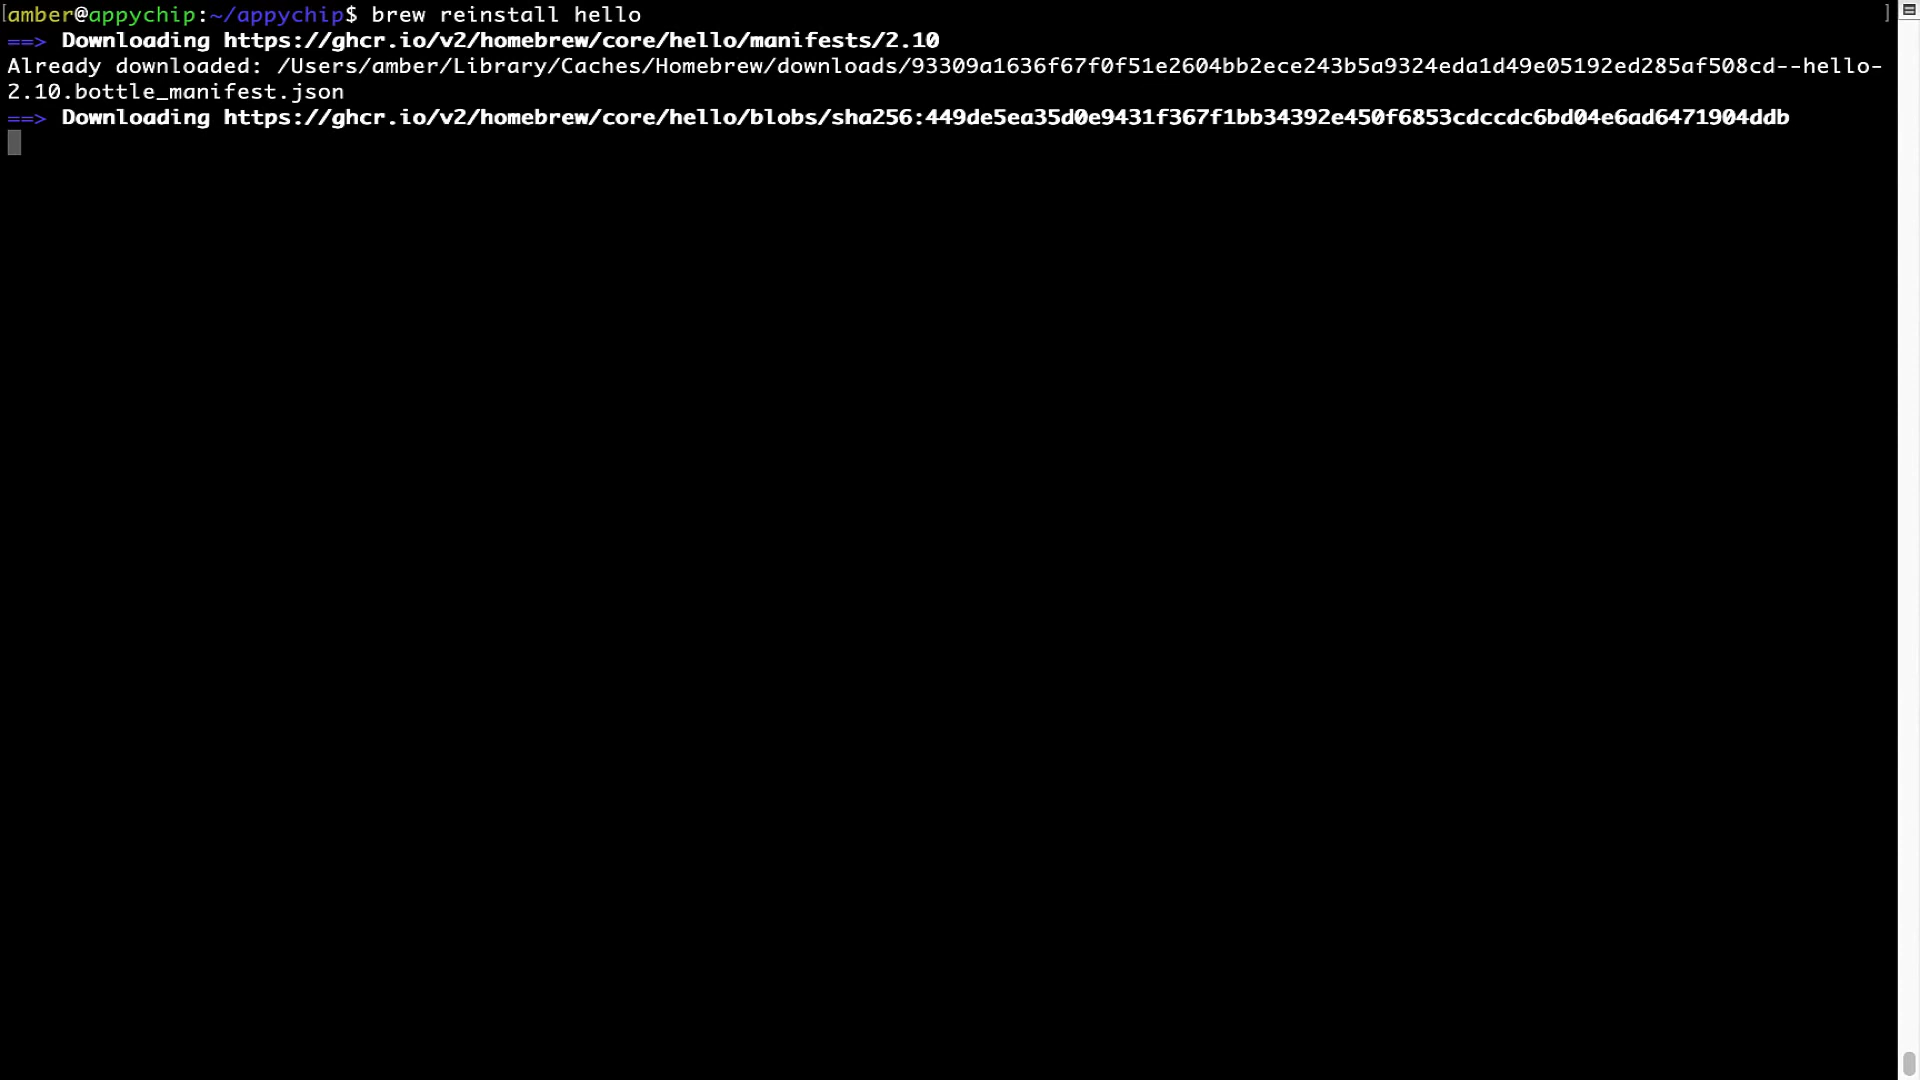 [amber@appychip:~/appychip$ brew reinstall hello ]
==> Downloading https://ghcr.io/v2/homebrew/core/hello/manifests/2.10
Already downloaded: /Users/amber/Library/Caches/Homebrew/downloads/93309a1636f67f0f51e2604bb2ece243b5a9324eda1d49e05192ed285af508cd--hello-
2.10.bottle_manifest.json
==> Downloading https://ghcr.io/v2/homebrew/core/hello/blobs/sha256:449de5ea35d0e9431f367f1bb34392e450f6853cdccdc6bd04e6ad6471904ddb